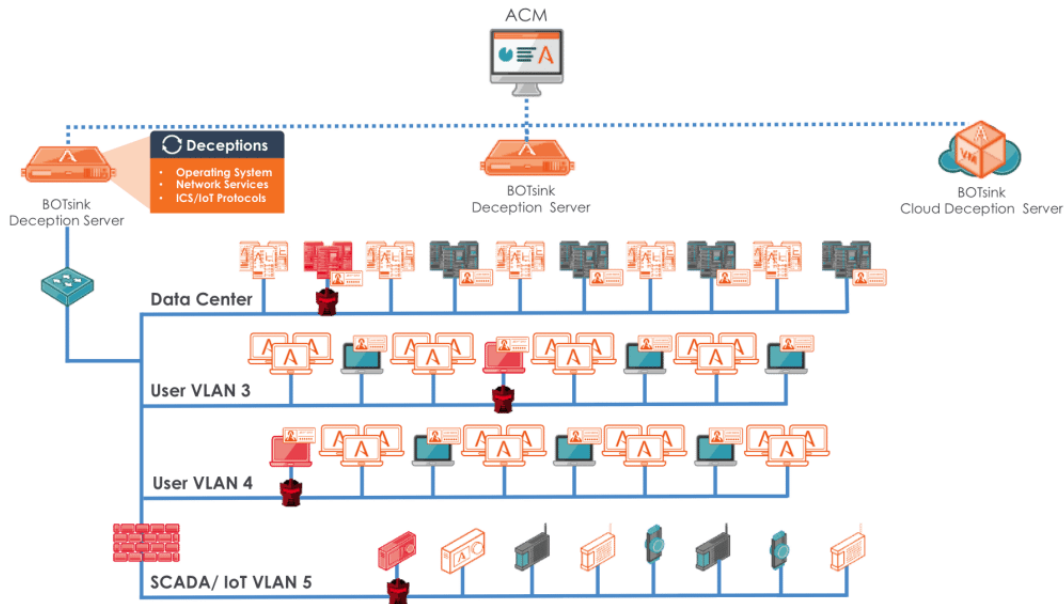 ACM
Deceptions
• Operating System
• Network Services
• ICS/IoT Protocols
BOTsink
Deception Server
BOTsink
Deception Server
VM
BOTsink
Cloud Deception Server
Data Center
User VLAN 3
User VLAN 4
SCADA/ IoT VLAN 5